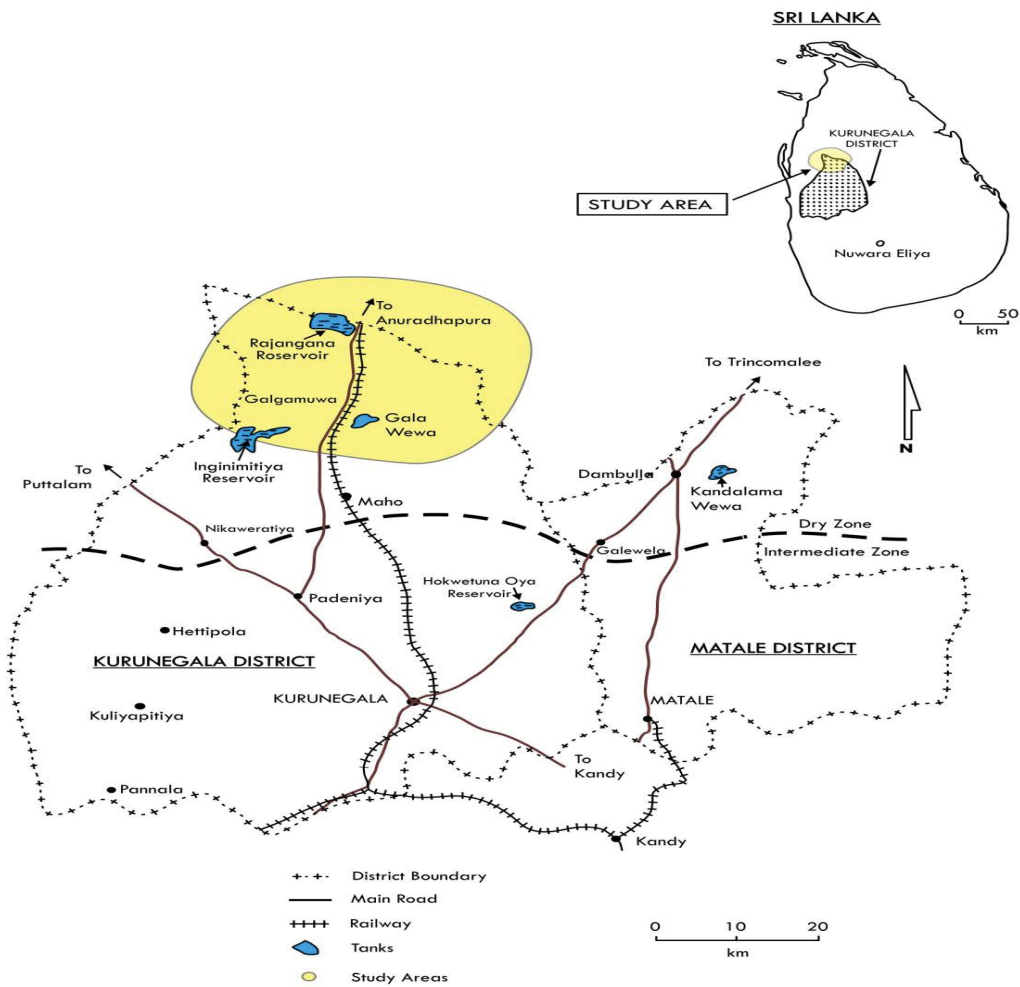 SRI LANKA
KURUNEGALA
DISTRICT
STUDY AREA
Nuwara Eliya
0 50
km
To
Anuradhapura
Rajangana
Roservoir
To Trincomalee
Galgamuwa
Gala
Wewa
N
Inginimitiya
Reservoir
To
Puttalam
Dambulla
Kandalama
Wewa
Maho
Nikaweratiya
Dry Zone
Galewela
Intermediate Zone
Hokwetuna Oya
Reservoir
Padeniya
Hettipola
KURUNEGALA DISTRICT
MATALE DISTRICT
KURUNEGALA
MATALE
Kuliyapitiya
To
Kandy
Pannala
Kandy
District Boundary
Main Road
Railway
Tanks
Study Areas
0 10 20
km